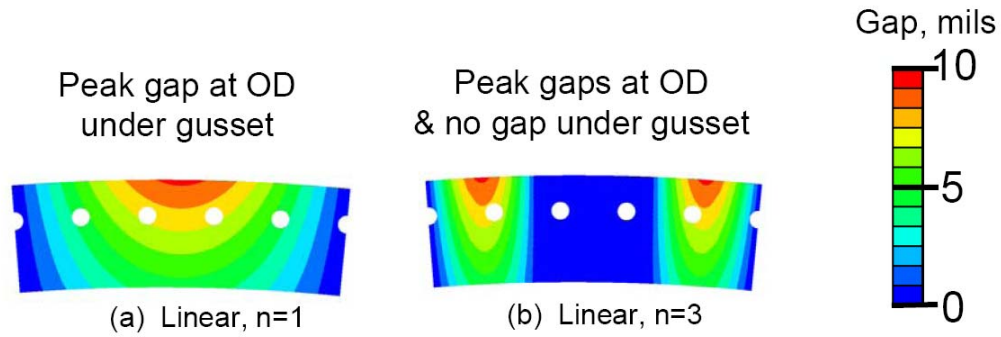 Peak gap at OD
under gusset
(a) Linear, n=1
Peak gaps at OD
& no gap under gusset
(b) Linear, n=3
Gap, mils
10
5
0